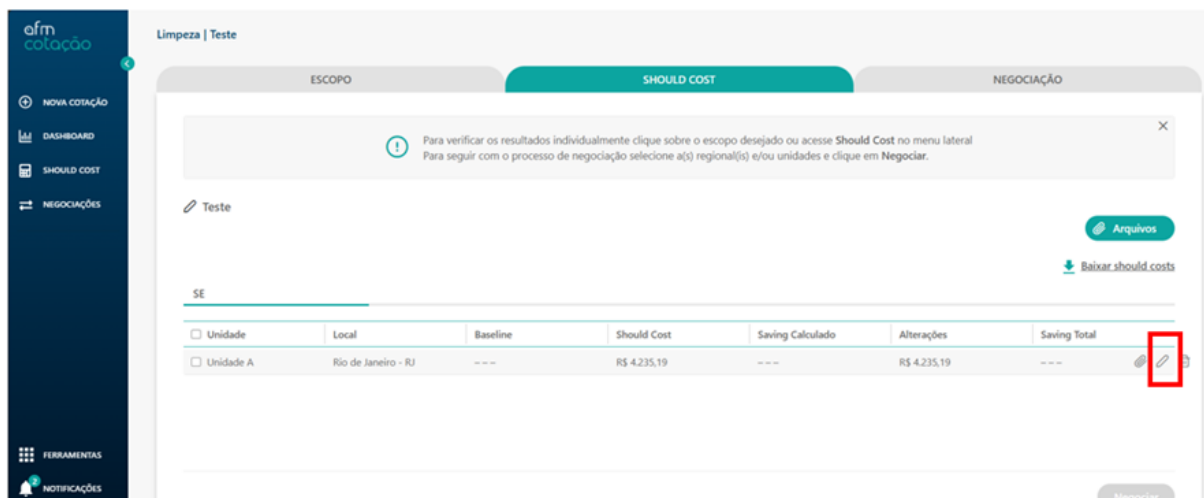 afm
cotação
Limpeza | Teste
ESCOPO
SHOULD COST
NEGOCIAÇÃO
NOVA COTAÇÃO
DASHBOARD
SHOULD COST
NEGOCIAÇÕES
Para verificar os resultados individualmente clique sobre o escopo desejado ou acesse Should Cost no menu lateral
Para seguir com o processo de negociação selecione a(s) regional(is) e/ou unidades e clique em Negociar.
Teste
Arquivos
Baixar should costs
SE
Unidade Local Baseline Should Cost Saving Calculado Alterações Saving Total
Unidade A Rio de Janeiro - RJ --- R$ 4.235,19 --- R$ 4.235,19 ---
FERRAMENTAS
2
NOTIFICAÇÕES
Negociar